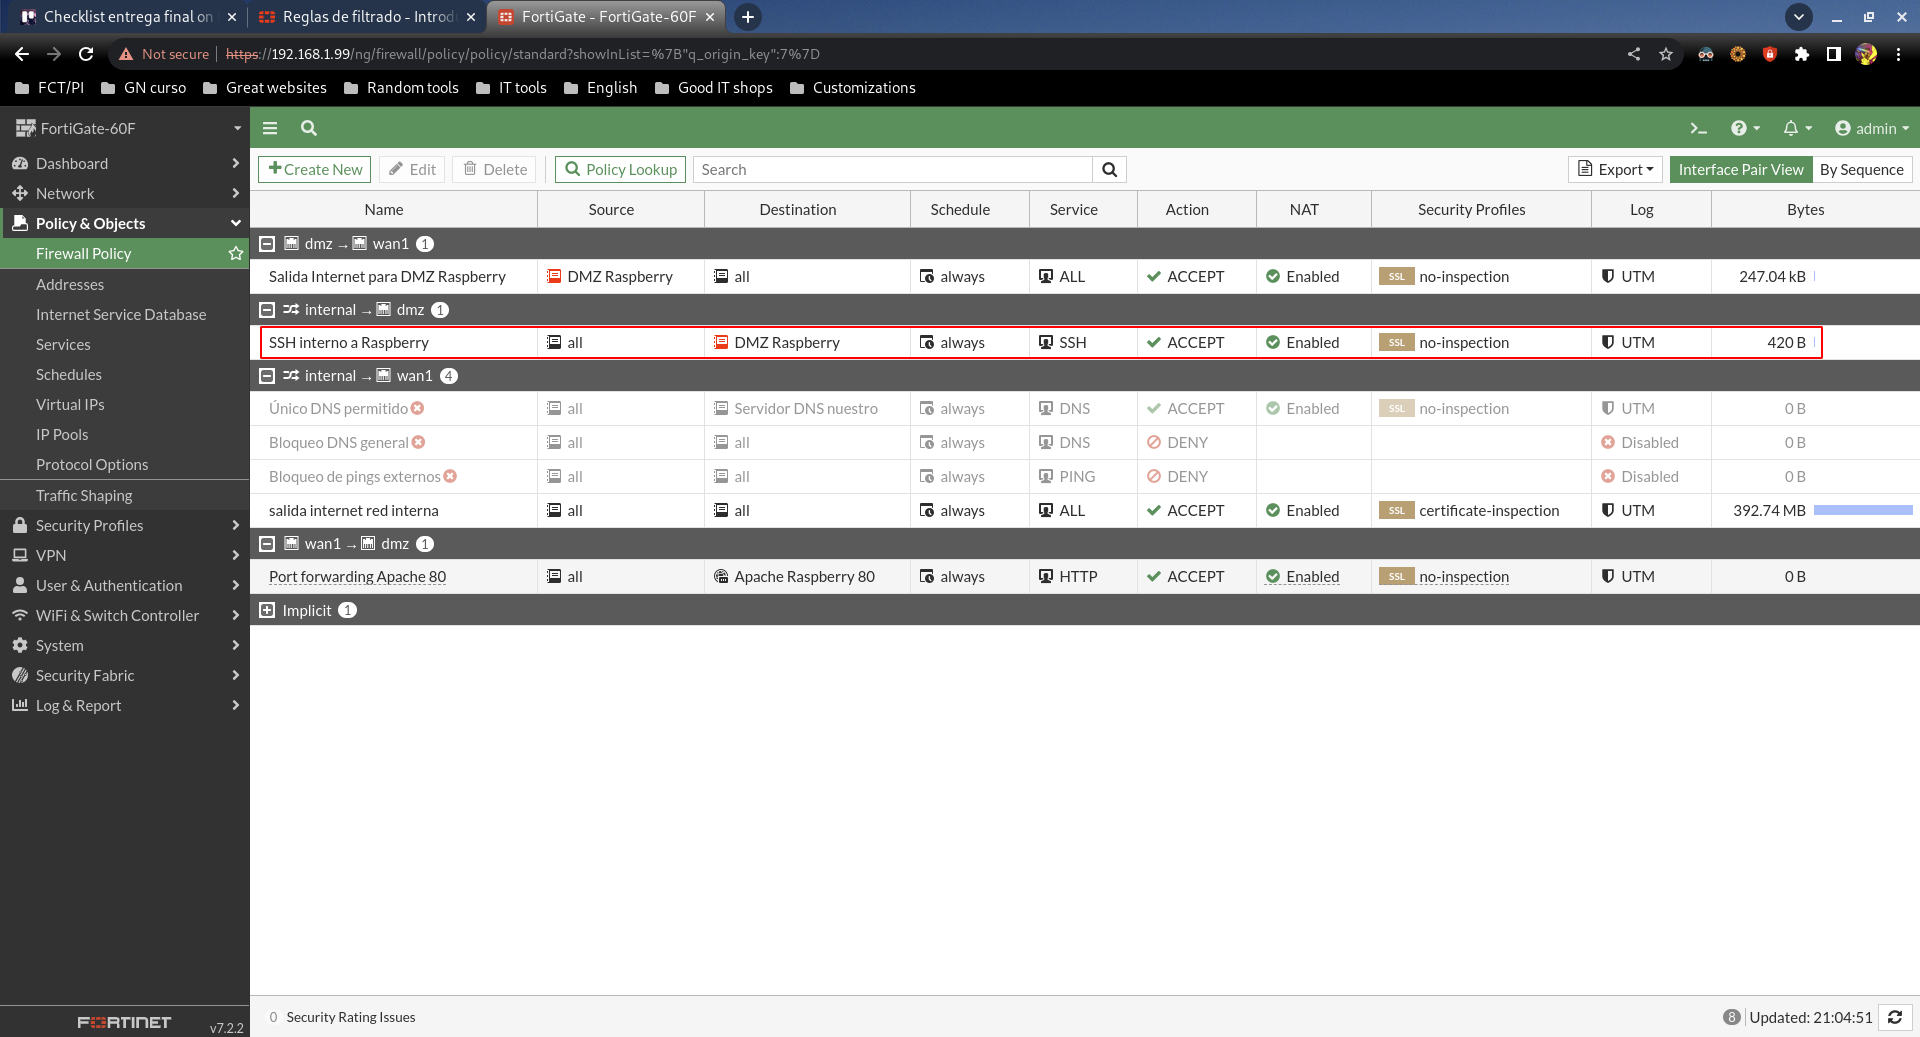 Checklist entrega final on
Reglas de filtrado - Introdu
FortiGate - FortiGate-60F
Not secure https://192.168.1.99/ng/firewall/policy/policy/standard?showInList=%7B"q_origin_key":7%7D
FCT/PI GN curso Great websites Random tools IT tools English Good IT shops Customizations
FortiGate-60F
Dashboard
Network
Policy & Objects
Firewall Policy
Addresses
Internet Service Database
Services
Schedules
Virtual IPs
IP Pools
Protocol Options
Traffic Shaping
Security Profiles
VPN
User & Authentication
WiFi & Switch Controller
System
Security Fabric
Log & Report
FORTINET v7.2.2
admin
Create New Edit Delete Policy Lookup Search Export Interface Pair View By Sequence
Name Source Destination Schedule Service Action NAT Security Profiles Log Bytes
dmz → wan1 1
Salida Internet para DMZ Raspberry DMZ Raspberry all always ALL ACCEPT Enabled SSL no-inspection UTM 247.04 kB
internal → dmz 1
SSH interno a Raspberry all DMZ Raspberry always SSH ACCEPT Enabled SSL no-inspection UTM 420 B
internal → wan1 4
Único DNS permitido all Servidor DNS nuestro always DNS ACCEPT Enabled SSL no-inspection UTM 0 B
Bloqueo DNS general all all always DNS DENY Disabled 0 B
Bloqueo de pings externos all all always PING DENY Disabled 0 B
salida internet red interna all all always ALL ACCEPT Enabled SSL certificate-inspection UTM 392.74 MB
wan1 → dmz 1
Port forwarding Apache 80 all Apache Raspberry 80 always HTTP ACCEPT Enabled SSL no-inspection UTM 0 B
Implicit 1
0 Security Rating Issues 8 Updated: 21:04:51